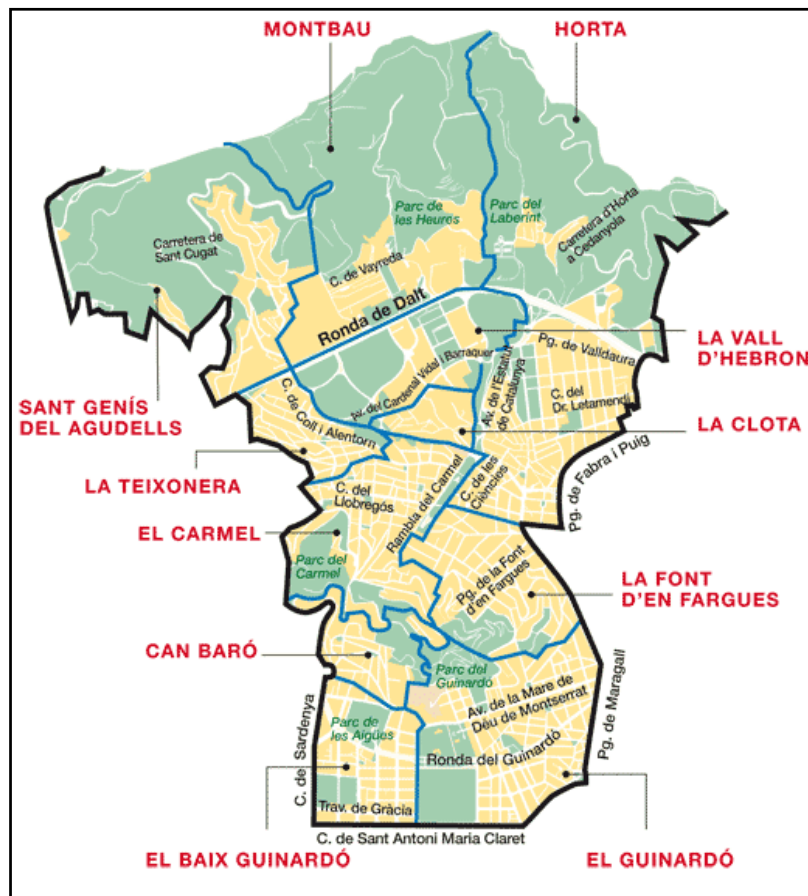 MONTBAU
HORTA
Parc de
les Heures
Parc del
Laberint
Carretera d'Horta
a Cedanyola
Carretera de
Sant Cugat
C. de Vayreda
Ronda de Dalt
LA VALL
D'HEBRON
Pg. de Valldaura
Av. del Cardenal Vidal i Barraquer
Av. de l'Estatut
de Catalunya
C. del
Dr. Letamendi
SANT GENÍS
DEL AGUDELLS
C. de Coll i Alentorn
LA CLOTA
LA TEIXONERA
C. del
Llobregós
Rambla del Carmel
C. de les
Ciències
Pg. de Fabra i Puig
EL CARMEL
Parc del
Carmel
Pg. de la Font
d'en Fargues
LA FONT
D'EN FARGUES
CAN BARÓ
Parc del
Guinardó
Av. de la Mare de
Déu de Montserrat
Pg. de Maragall
C. de Sardenya
Parc de
les Aigües
Ronda del Guinardó
Trav. de Gràcia
C. de Sant Antoni Maria Claret
EL BAIX GUINARDÓ
EL GUINARDÓ